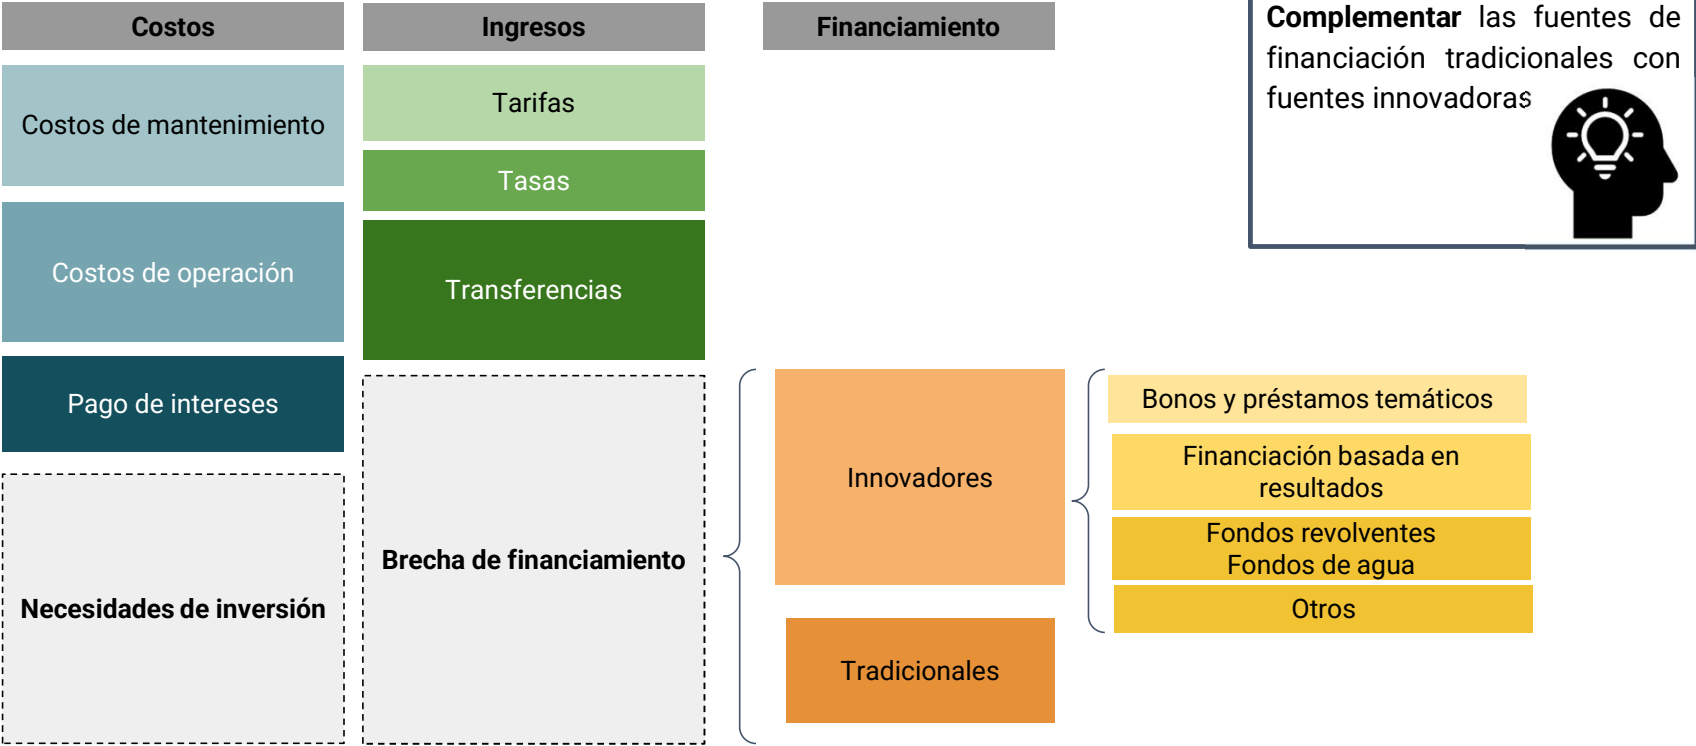 Costos
Ingresos
Financiamiento
Complementar las fuentes de
financiación tradicionales con
fuentes innovadoras
Costos de mantenimiento
Costos de operación
Pago de intereses
Necesidades de inversión
Tarifas
Tasas
Transferencias
Brecha de financiamiento
Innovadores
Tradicionales
Bonos y préstamos temáticos
Financiación basada en
resultados
Fondos revolventes
Fondos de agua
Otros